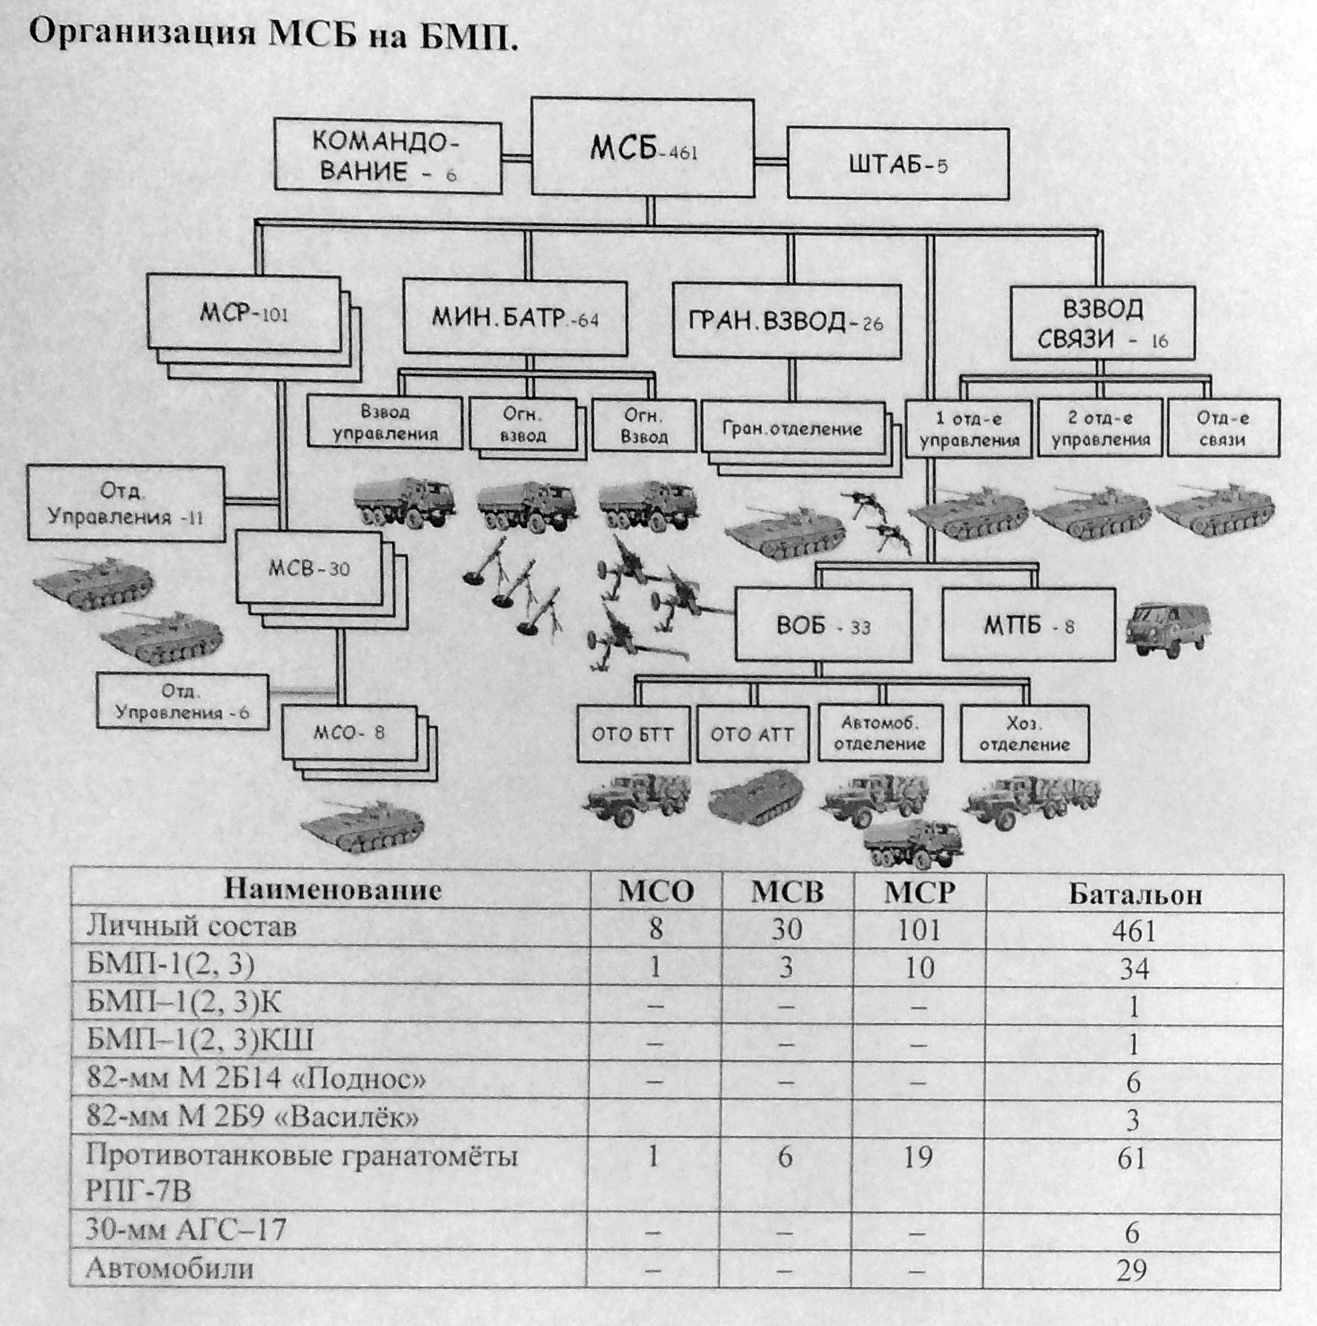 Организация МСБ на БМП.
КОМАНДО-
ВАНИЕ - 6
МСБ-461
ШТАБ-5
МСР-101
МИН.БАТР.-64
ГРАН.ВЗВОД-26
ВЗВОД
СВЯЗИ - 16
Взвод
управления
Огн.
взвод
Огн.
Взвод
Гран.отделение
1 отд-е
управления
2 отд-е
управления
Отд-е
связи
Отд.
Управления -11
МСВ-30
ВОБ - 33
МПБ - 8
Отд.
Управления -6
МСО- 8
ОТО БТТ
ОТО АТТ
Автомоб.
отделение
Хоз.
отделение
Наименование МСО МСВ МСР Батальон
Личный состав 8 30 101 461
БМП-1(2, 3) 1 3 10 34
БМП–1(2, 3)К – – – 1
БМП–1(2, 3)КШ – – – 1
82-мм М 2Б14 «Поднос» – – – 6
82-мм М 2Б9 «Василёк» 3
Противотанковые гранатомёты 1 6 19 61
РПГ-7В
30-мм АГС–17 – – – 6
Автомобили – – – 29